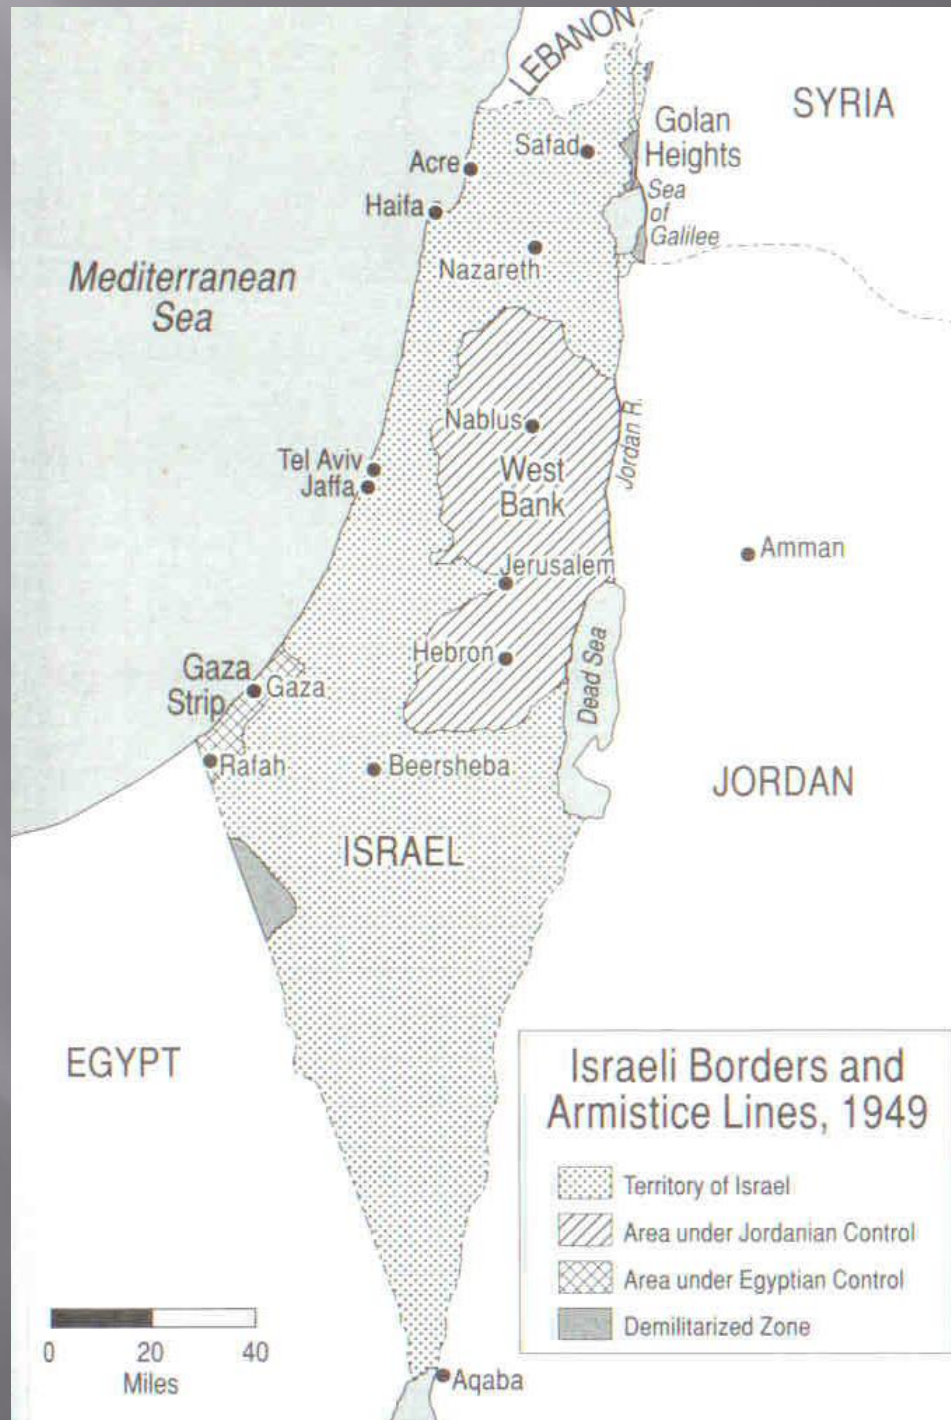 LEBANON
SYRIA
Golan
Heights
Safad
Acre
Sea
of
Galilee
Haifa
Nazareth
Mediterranean
Sea
Nablus
Jordan R.
West
Bank
Tel Aviv
Jaffa
Amman
Jerusalem
Hebron
Dead Sea
Gaza
Strip
Gaza
Rafah
Beersheba
JORDAN
ISRAEL
EGYPT
Israeli Borders and
Armistice Lines, 1949
Territory of Israel
Area under Jordanian Control
Area under Egyptian Control
Demilitarized Zone
0 20 40
Miles
Aqaba